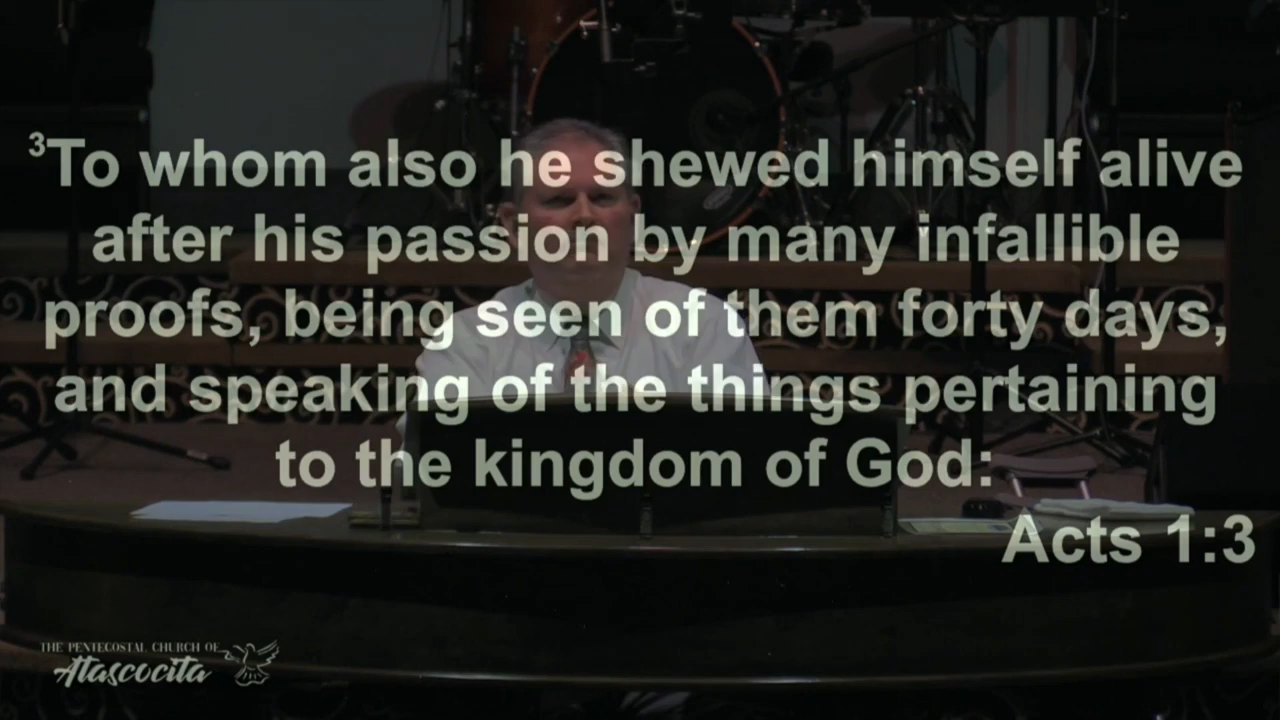 ³To whom also he shewed himself alive
after his passion by many infallible
proofs, being seen of them forty days,
and speaking of the things pertaining
to the kingdom of God:
Acts 1:3
THE PENTECOSTAL CHURCH OF
Atascocita